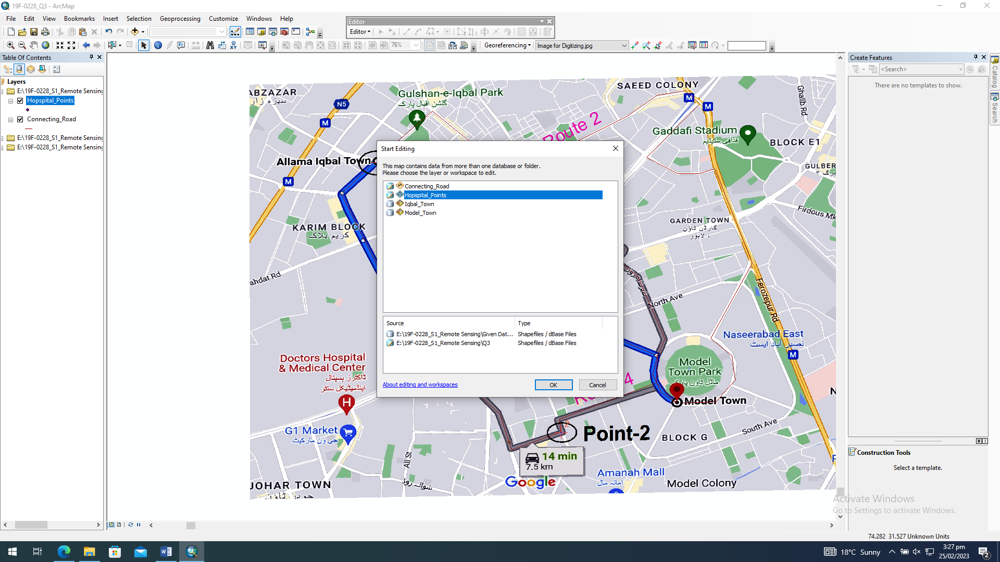 19F-0228_Q3 - ArcMap
File Edit View Bookmarks Insert Selection Geoprocessing Customize Windows Help
Editor
Editor
76%
Georeferencing
Image for Digitizing.jpg
Table Of Contents
Layers
E:\19F-0228_S1_Remote Sensing
Hopspital_Points
Connecting_Road
E:\19F-0228_S1_Remote Sensing
E:\19F-0228_S1_Remote Sensing
Create Features
<Search>
There are no templates to show.
Catalog
Search
Construction Tools
Select a template.
ABZAZAR
سبزہ زار
N5
M
M
Gulshan-e-Iqbal Park
گلشن اقبال پارک
SAEED COLONY
M
M
Ghalib Rd
Route 2
Gaddafi Stadium
قذافی سٹیڈیم
BLOCK E1
GULBER
Allama Iqbal Town
KARIM BLOCK
کریم بلاک
ahdat Rd
GARDEN TOWN
گارڈن ٹاؤن
لاہور
Firdous Mk
North Ave
Ferozepur Rd
Naseerabad East
نصیر آباد ایسٹ
M
Doctors Hospital
& Medical Center
ڈاکٹرز ہسپتال
اینڈمیڈیکل سنٹر
H
Model
Town Park
ماڈل ٹاؤن پارک
Model Town
4
G1 Market
جی ون مارکیٹ
Point-2
2
BLOCK G
South Ave
14 min
7.5 km
Ali St
Google
Amanah Mall
امانہ مال
Model Colony
JOHAR TOWN
شوالہ روڈ
Start Editing
This map contains data from more than one database or folder.
Please choose the layer or workspace to edit.
Connecting_Road
Hopspital_Points
Iqbal_Town
Model_Town
Source Type
E:\19F-0228_S1_Remote Sensing\Given Dat... Shapefiles / dBase Files
E:\19F-0228_S1_Remote Sensing\Q3 Shapefiles / dBase Files
About editing and workspaces
OK
Cancel
Activate Windows
Go to Settings to activate Windows.
74.282 31.527 Unknown Units
18°C Sunny
3:27 pm
25/02/2023
2